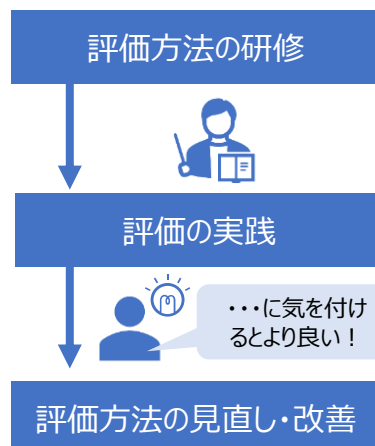 評価方法の研修
評価の実践
・・・に気を付け
るとより良い！
評価方法の見直し・改善